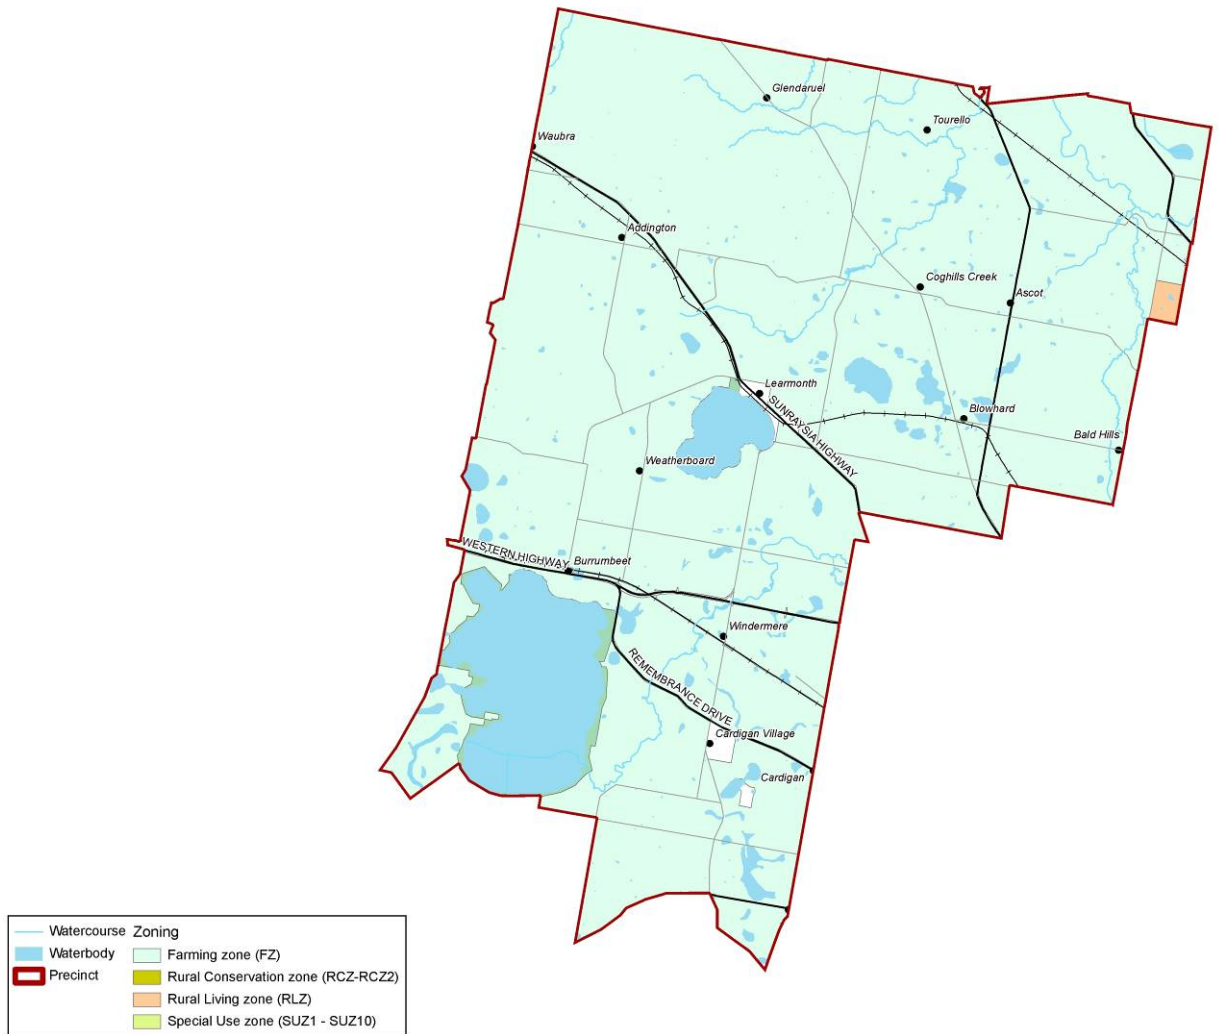 Glendaruel
Tourello
Waubra
Addington
Coghills Creek
Ascot
Learmonth
SUNRAYSIA HIGHWAY
Blowhard
Bald Hills
Weatherboard
WESTERN HIGHWAY
Burrumbeet
Windermere
REMEMBRANCE DRIVE
Cardigan Village
Cardigan
Watercourse
Waterbody
Precinct
Zoning
Farming zone (FZ)
Rural Conservation zone (RCZ-RCZ2)
Rural Living zone (RLZ)
Special Use zone (SUZ1 - SUZ10)